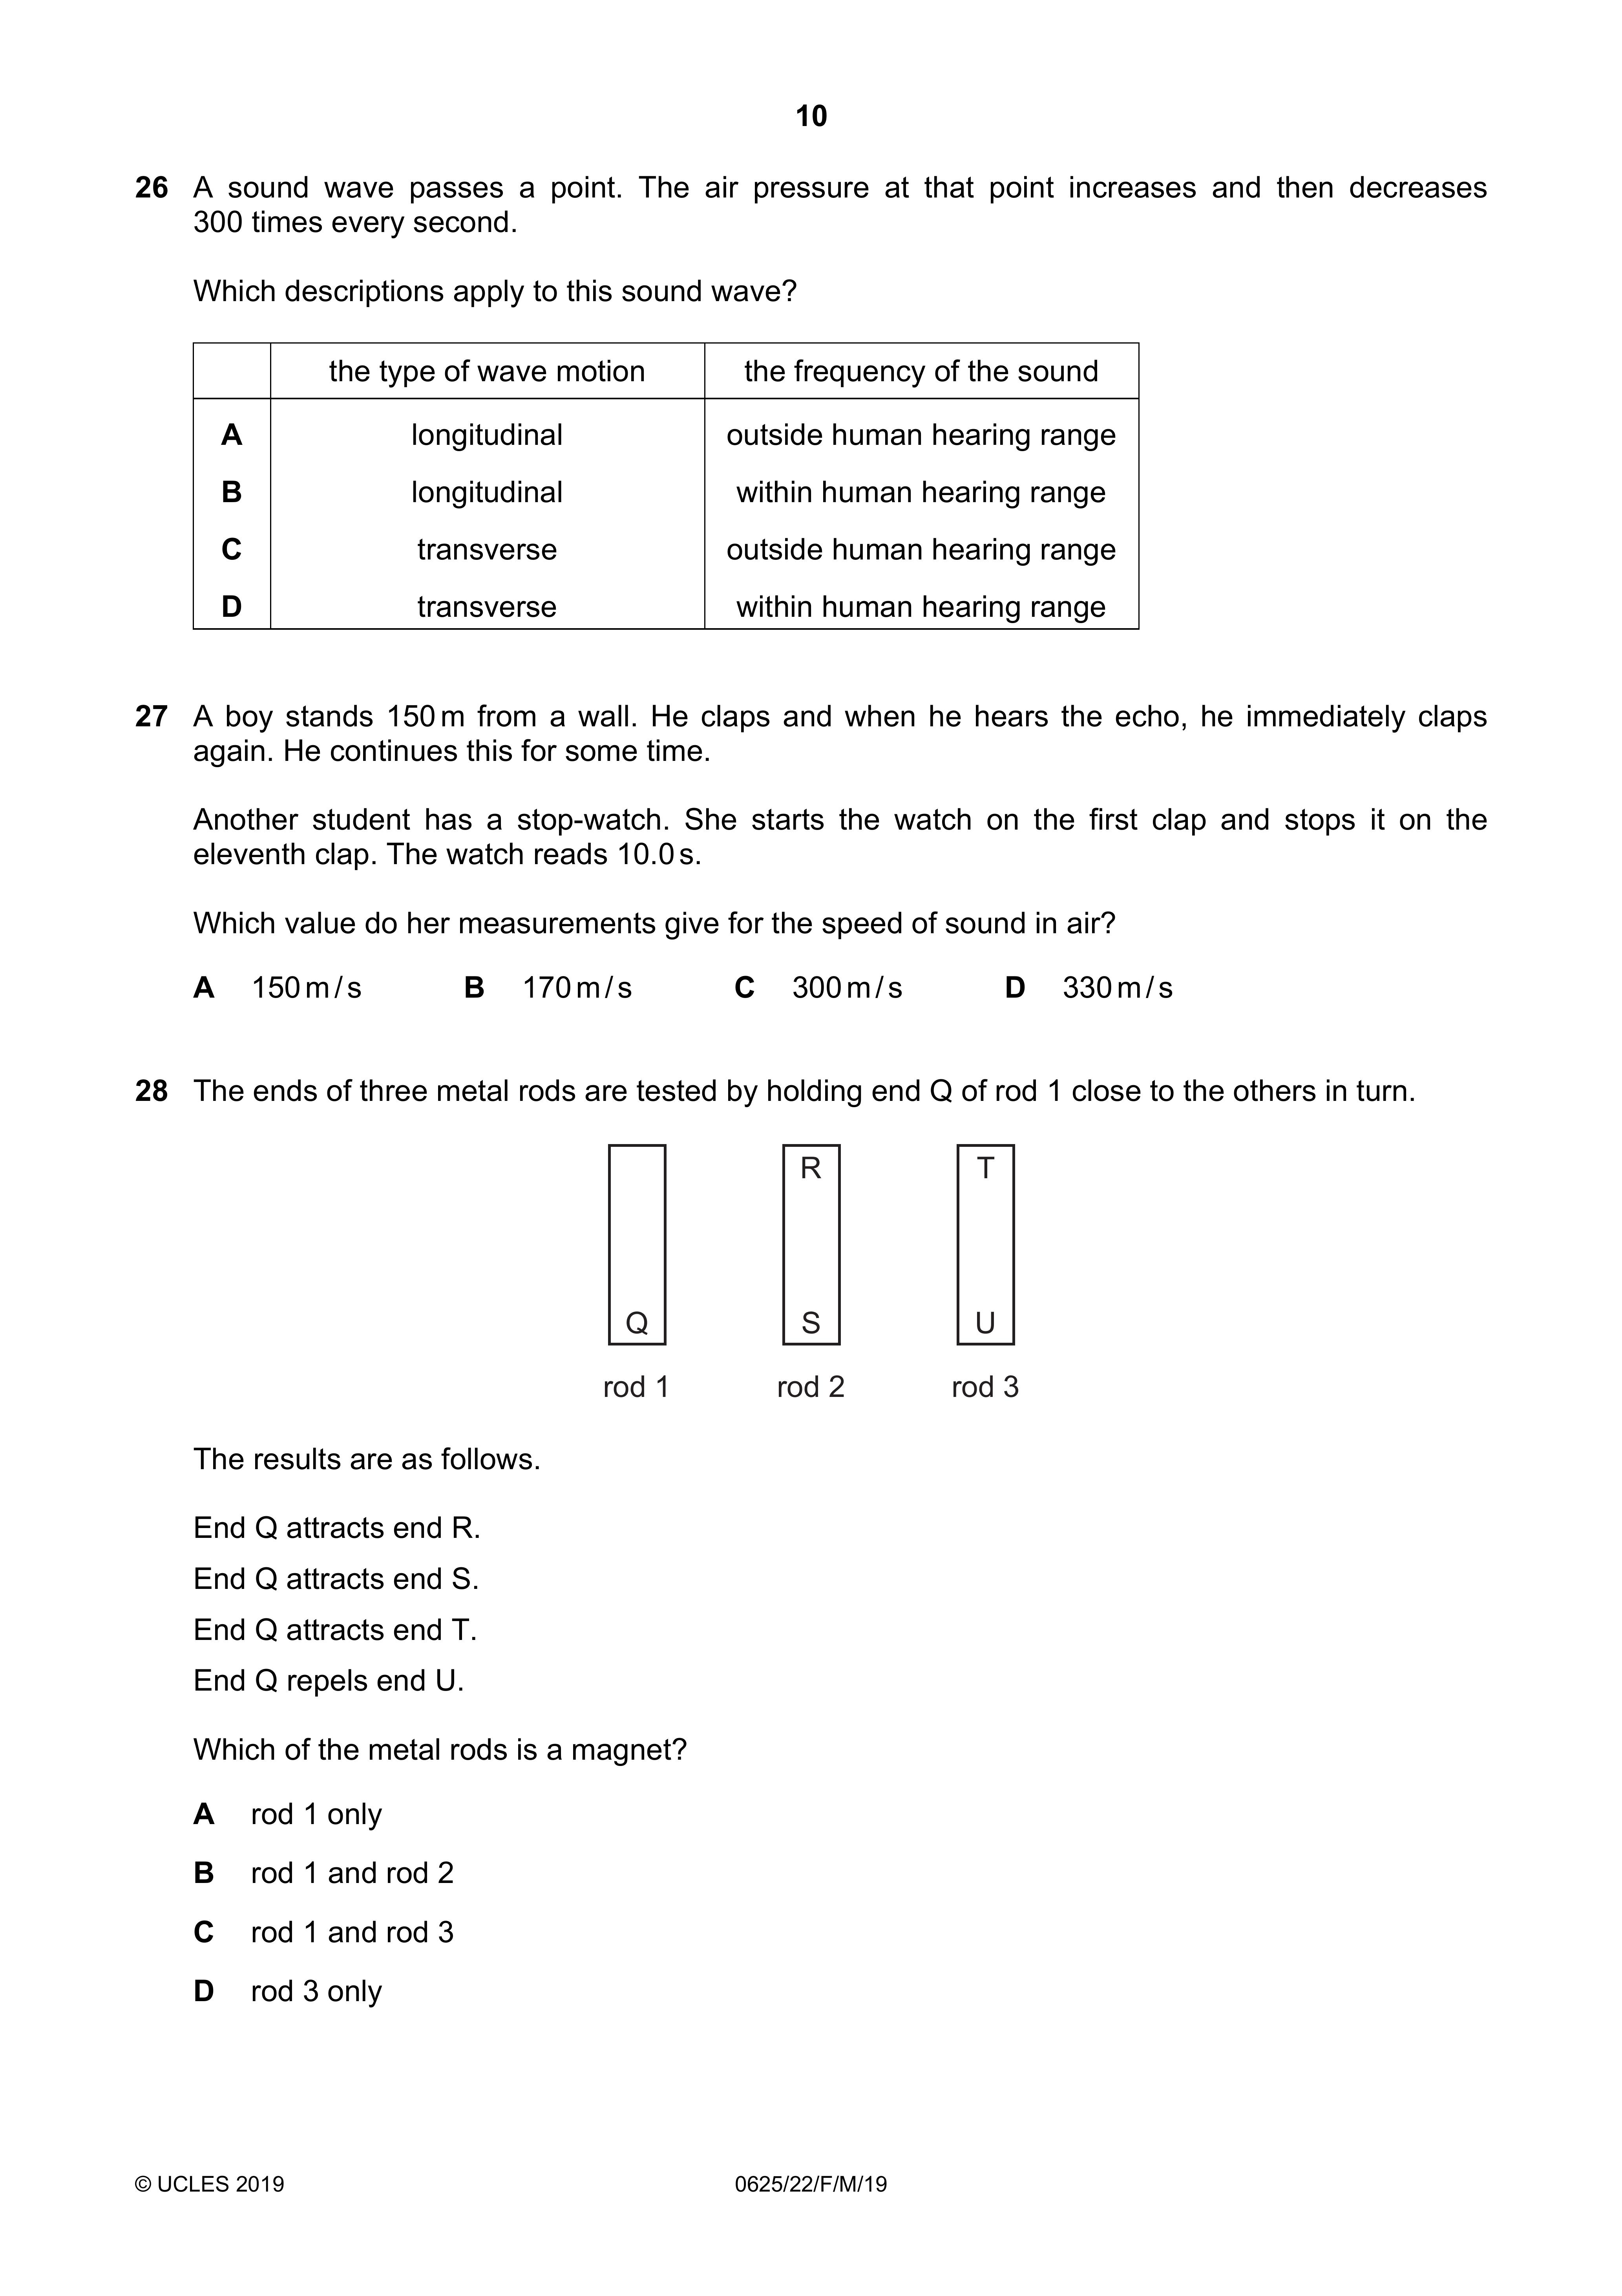 10
26 A sound wave passes a point. The air pressure at that point increases and then decreases
300 times every second.
Which descriptions apply to this sound wave?
the type of wave motion the frequency of the sound
A longitudinal outside human hearing range
B longitudinal within human hearing range
C transverse outside human hearing range
D transverse within human hearing range
27 A boy stands 150 m from a wall. He claps and when he hears the echo, he immediately claps
again. He continues this for some time.
Another student has a stop-watch. She starts the watch on the first clap and stops it on the
eleventh clap. The watch reads 10.0 s.
Which value do her measurements give for the speed of sound in air?
A 150 m / s B 170 m / s C 300 m / s D 330 m / s
28 The ends of three metal rods are tested by holding end Q of rod 1 close to the others in turn.
R T
Q S U
rod 1 rod 2 rod 3
The results are as follows.
End Q attracts end R.
End Q attracts end S.
End Q attracts end T.
End Q repels end U.
Which of the metal rods is a magnet?
A rod 1 only
B rod 1 and rod 2
C rod 1 and rod 3
D rod 3 only
© UCLES 2019 0625/22/F/M/19